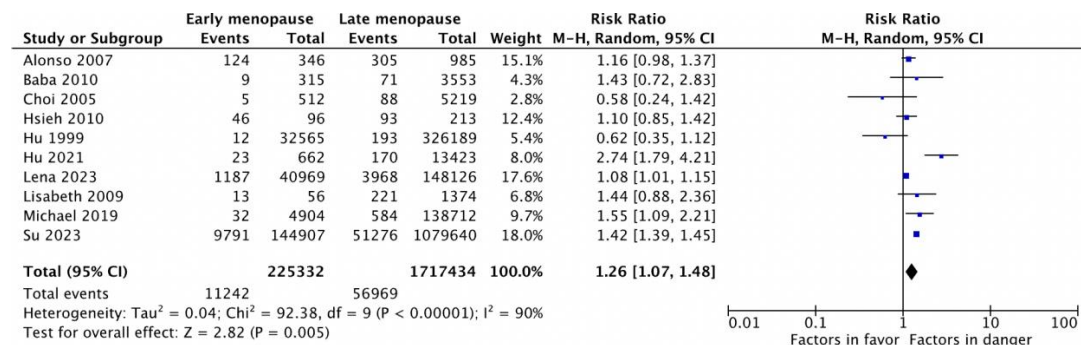 Early menopause Late menopause Risk Ratio Risk Ratio
Study or Subgroup Events Total Events Total Weight M-H, Random, 95% CI M-H, Random, 95% CI
Alonso 2007 124 346 305 985 15.1% 1.16 [0.98, 1.37]
Baba 2010 9 315 71 3553 4.3% 1.43 [0.72, 2.83]
Choi 2005 5 512 88 5219 2.8% 0.58 [0.24, 1.42]
Hsieh 2010 46 96 93 213 12.4% 1.10 [0.85, 1.42]
Hu 1999 12 32565 193 326189 5.4% 0.62 [0.35, 1.12]
Hu 2021 23 662 170 13423 8.0% 2.74 [1.79, 4.21]
Lena 2023 1187 40969 3968 148126 17.6% 1.08 [1.01, 1.15]
Lisabeth 2009 13 56 221 1374 6.8% 1.44 [0.88, 2.36]
Michael 2019 32 4904 584 138712 9.7% 1.55 [1.09, 2.21]
Su 2023 9791 144907 51276 1079640 18.0% 1.42 [1.39, 1.45]
Total (95% CI) 225332 1717434 100.0% 1.26 [1.07, 1.48]
Total events 11242 56969
Heterogeneity: Tau² = 0.04; Chi² = 92.38, df = 9 (P < 0.00001); I² = 90%
Test for overall effect: Z = 2.82 (P = 0.005)
0.01 0.1 1 10 100
Factors in favor Factors in danger